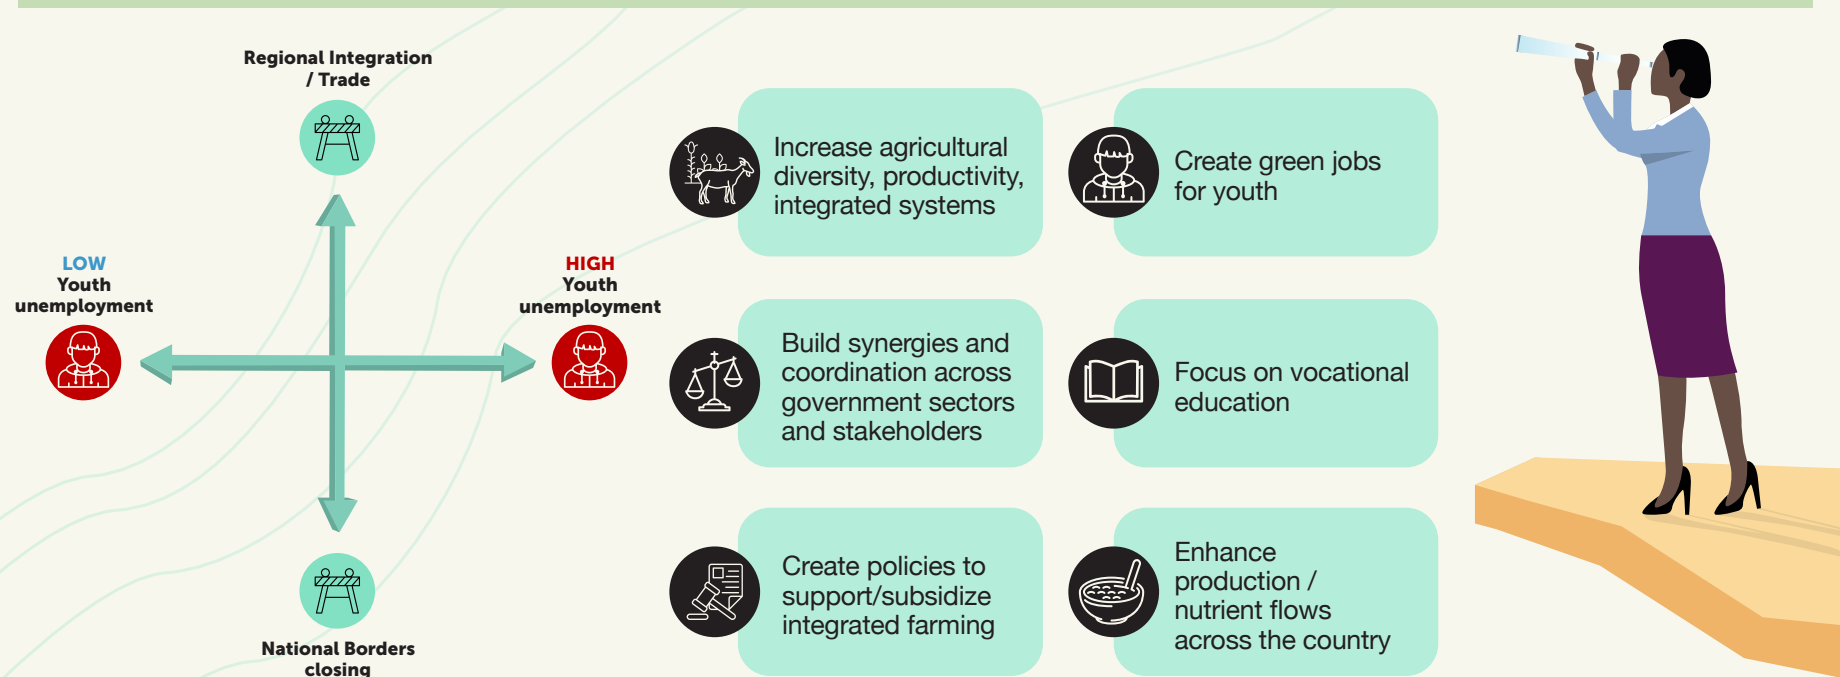 Regional Integration
/ Trade
LOW
Youth
unemployment
HIGH
Youth
unemployment
National Borders
closing
Increase agricultural
diversity, productivity,
integrated systems
Create green jobs
for youth
Build synergies and
coordination across
government sectors
and stakeholders
Focus on vocational
education
Create policies to
support/subsidize
integrated farming
Enhance
production /
nutrient flows
across the country